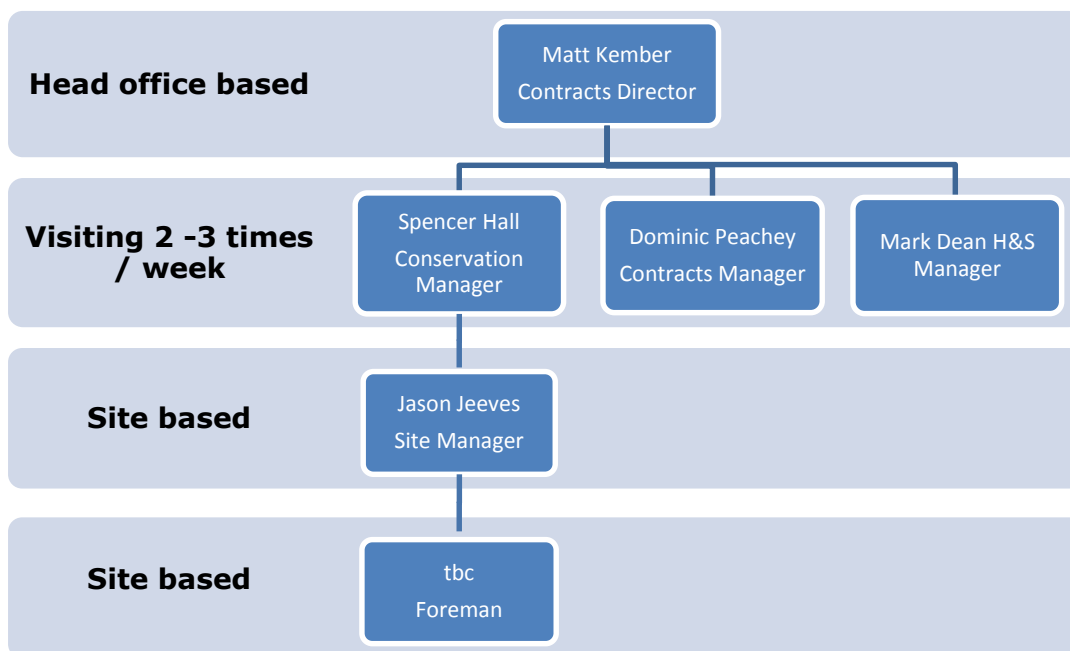 Head office based
Matt Kember
Contracts Director
Visiting 2 -3 times
/ week
Spencer Hall
Conservation
Manager
Dominic Peachey
Contracts Manager
Mark Dean H&S
Manager
Site based
Jason Jeeves
Site Manager
Site based
tbc
Foreman